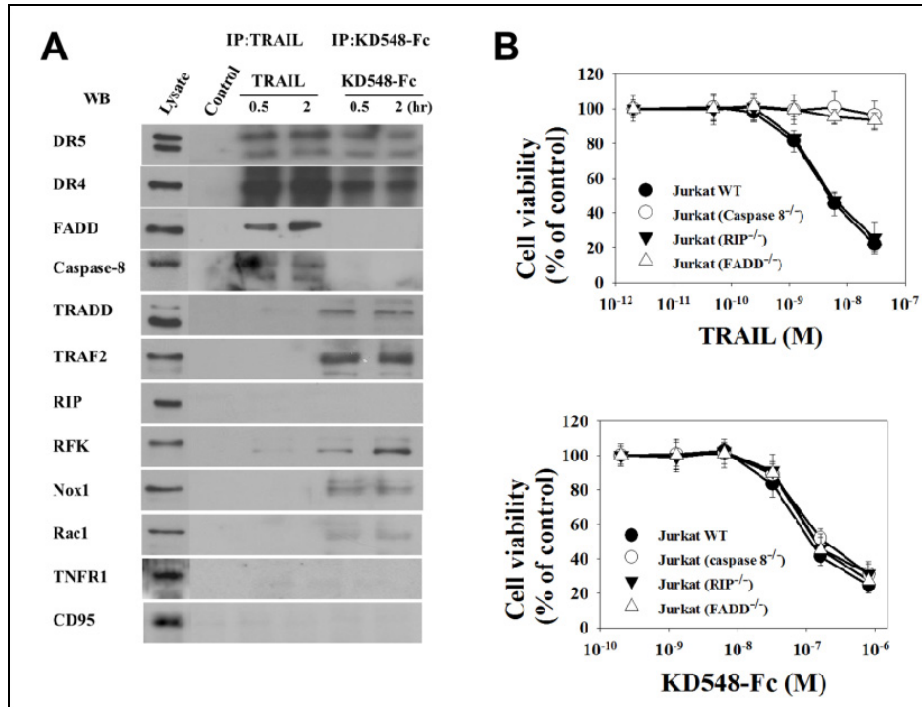 A
IP:TRAIL IP:KD548-Fc
WB Lysate Control TRAIL KD548-Fc
0.5 2 0.5 2 (hr)
DR5
DR4
FADD
Caspase-8
TRADD
TRAF2
RIP
RFK
Nox1
Rac1
TNFR1
CD95
B
Cell viability
(% of control)
120
100
80
60
40
20
0
Jurkat WT
Jurkat (Caspase 8-/-)
Jurkat (RIP-/-)
Jurkat (FADD-/-)
10-12 10-11 10-10 10-9 10-8 10-7
TRAIL (M)
Cell viability
(% of control)
120
100
80
60
40
20
0
Jurkat WT
Jurkat (caspase 8-/-)
Jurkat (RIP-/-)
Jurkat (FADD-/-)
10-10 10-9 10-8 10-7 10-6
KD548-Fc (M)